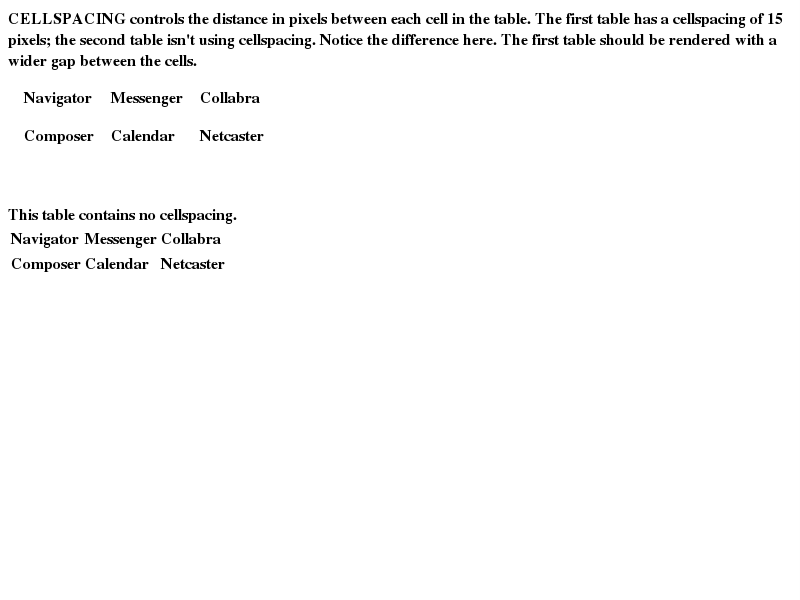 CELLSPACING controls the distance in pixels between each cell in the table. The first table has a cellspacing of 15
pixels; the second table isn't using cellspacing. Notice the difference here. The first table should be rendered with a
wider gap between the cells.
Navigator Messenger Collabra
Composer Calendar Netcaster
This table contains no cellspacing.
Navigator Messenger Collabra
Composer Calendar Netcaster